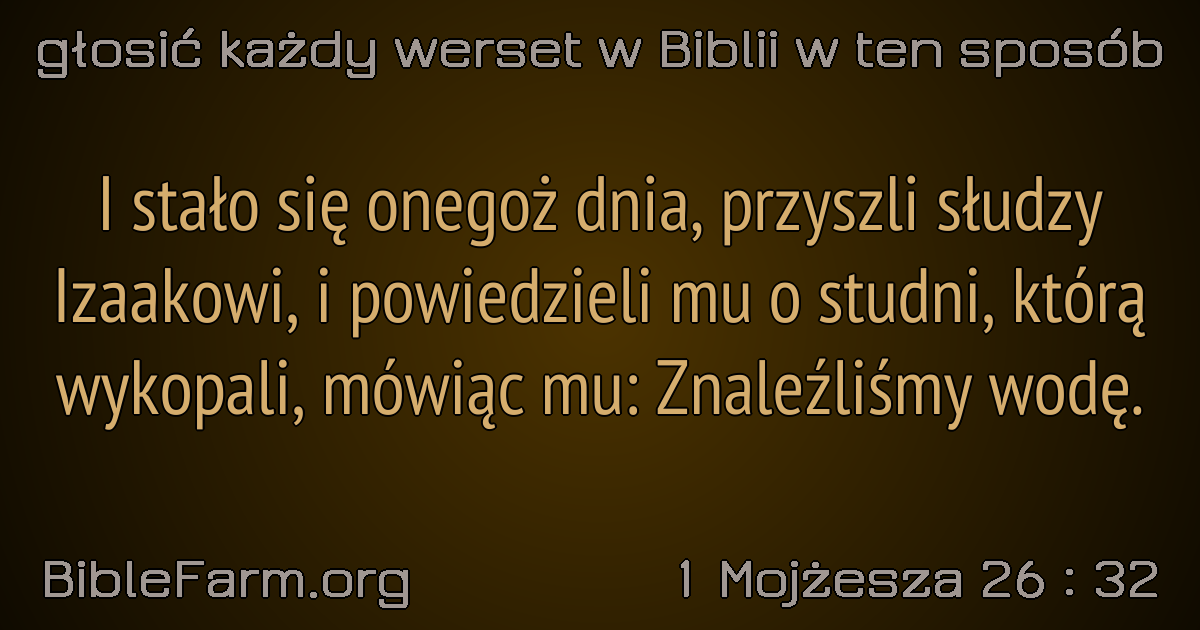 głosić każdy werset w Biblii w ten sposób
I stało się onegoż dnia, przyszli słudzy
Izaakowi, i powiedzieli mu o studni, którą
wykopali, mówiąc mu: Znaleźliśmy wodę.
BibleFarm.org
1 Mojżesza 26 : 32